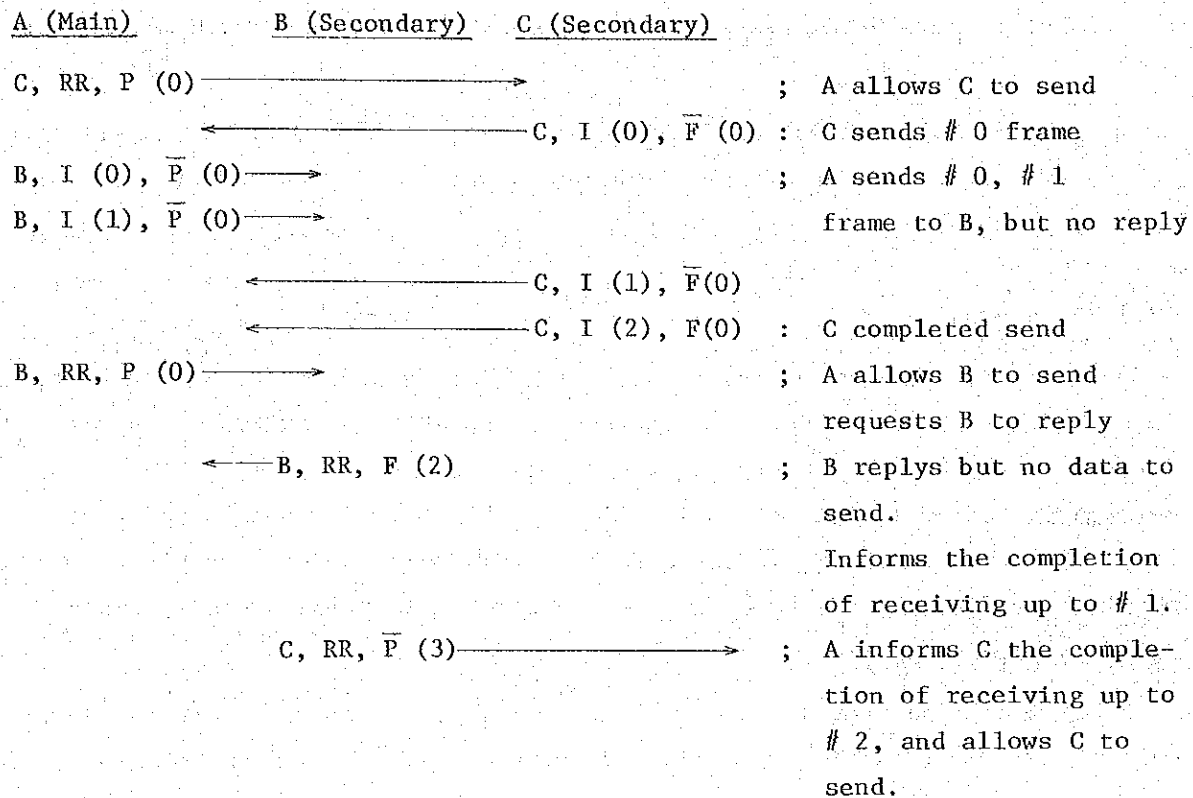 A (Main) B (Secondary) C (Secondary)
C, RR, P (0) ; A allows C to send
C, I (0), F̅ (0) : C sends # 0 frame
B, I (0), P̅ (0) ; A sends # 0, # 1
B, I (1), P̅ (0) frame to B, but no reply
C, I (1), F̅(0)
C, I (2), F(0) : C completed send
B, RR, P (0) ; A allows B to send
requests B to reply
B, RR, F (2) ; B replys but no data to
send.
Informs the completion
of receiving up to # 1.
C, RR, P̅ (3) ; A informs C the comple-
tion of receiving up to
# 2, and allows C to
send.